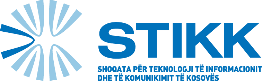 STIKK
SHOQATA PËR TEKNOLOGJI TË INFORMACIONIT
DHE TË KOMUNIKIMIT TË KOSOVËS